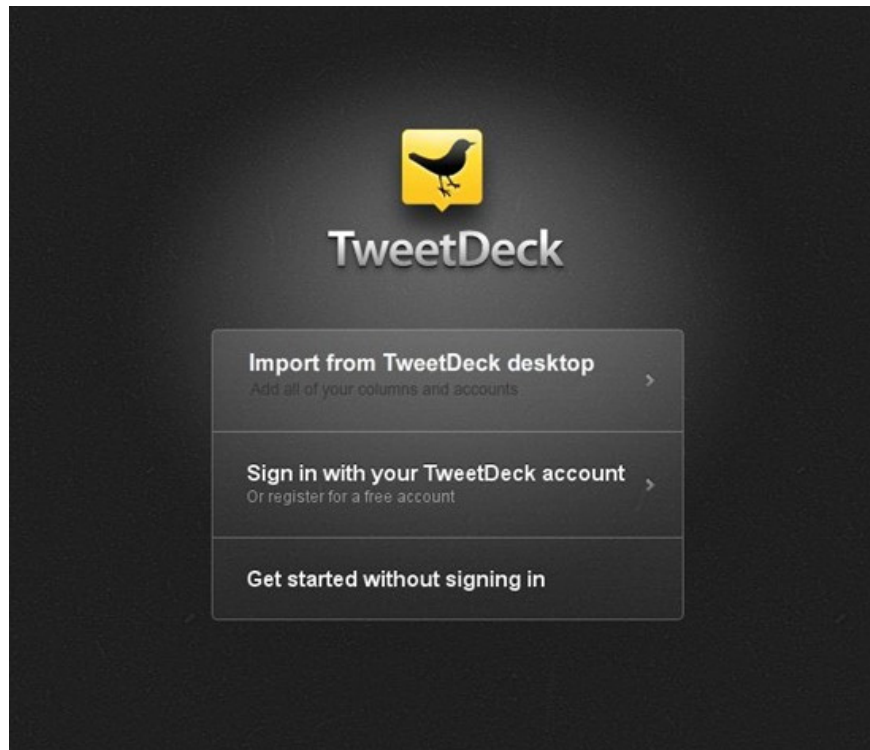 TweetDeck
Import from TweetDeck desktop
Add all of your columns and accounts
Sign in with your TweetDeck account
Or register for a free account
Get started without signing in